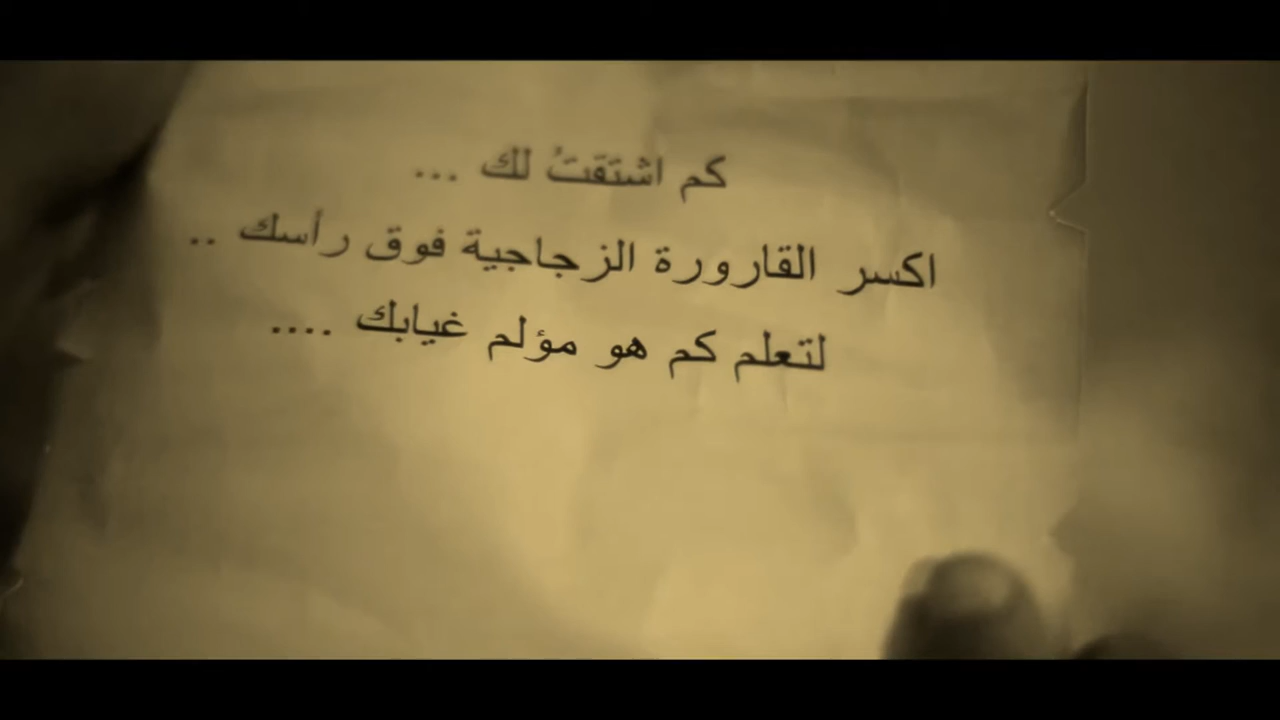 كم اشتقتُ لك ...
اكسر القارورة الزجاجية فوق رأسك ..
لتعلم كم هو مؤلم غيابك ....